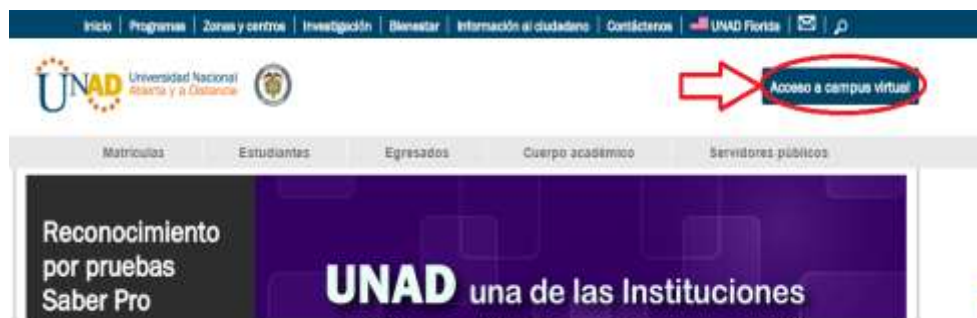 Inicio | Programas | Zonas y centros | Investigación | Bienestar | Información al ciudadano | Contáctenos | UNAD Florida
UNAD Universidad Nacional
Abierta y a Distancia
Acceso a campus virtual
Matrículas Estudiantes Egresados Cuerpo académico Servidores públicos
Reconocimiento
por pruebas
Saber Pro
UNAD una de las Instituciones